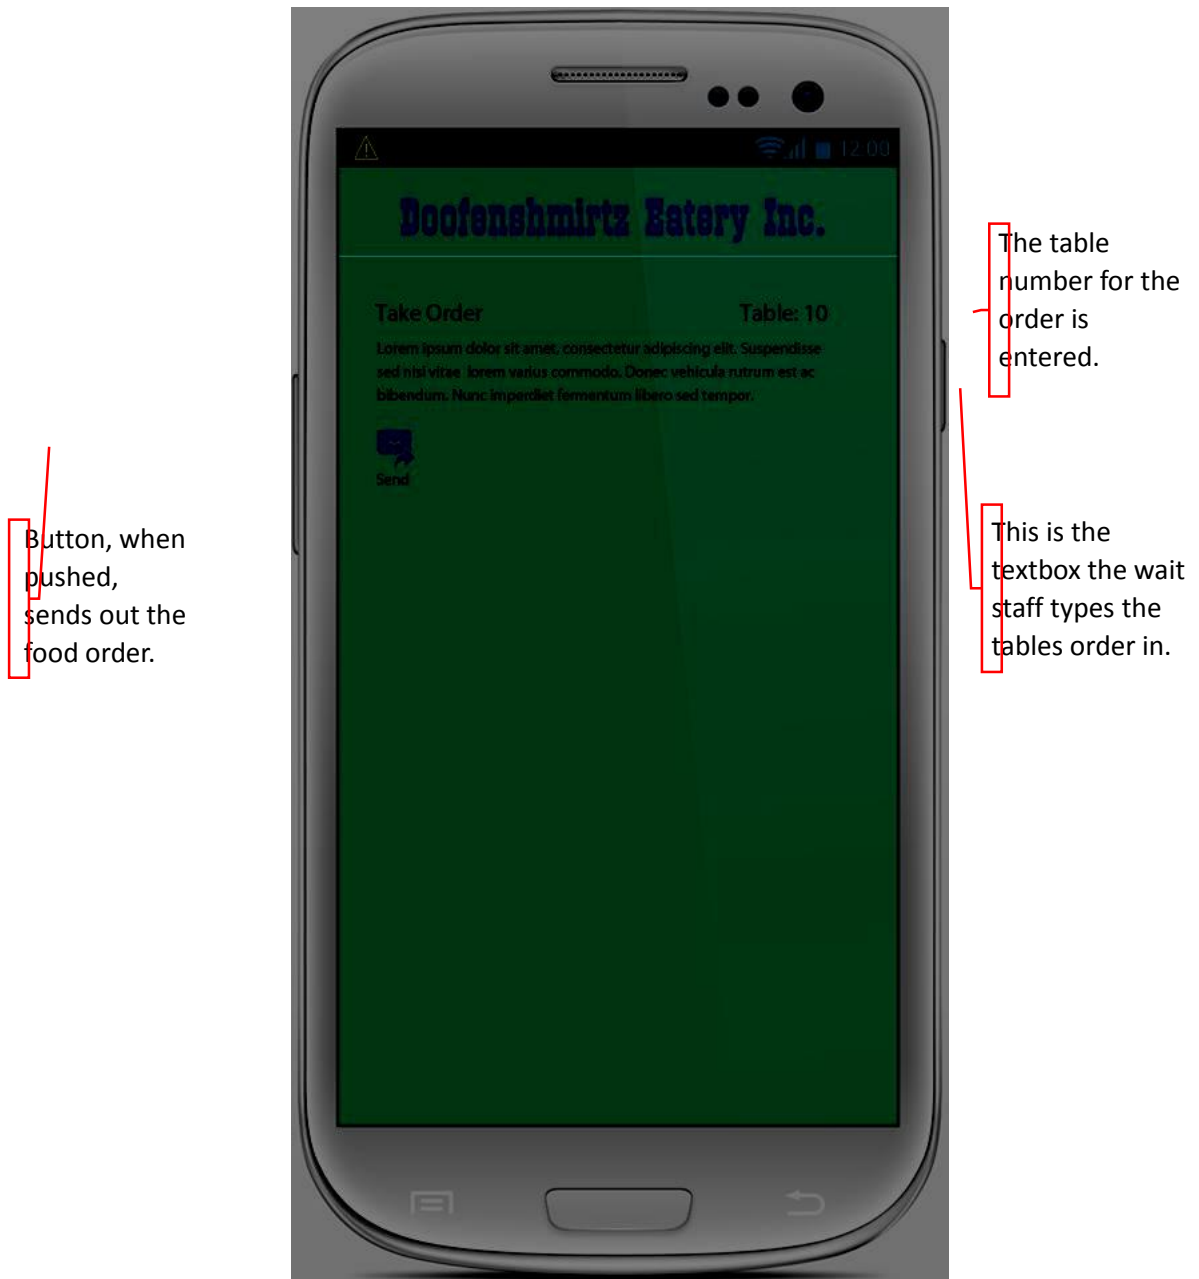 12:00
Doofenshmirtz Eatery Inc.
Take Order
Table: 10
Lorem ipsum dolor sit amet, consectetur adipiscing elit. Suspendisse
sed nisi vitae lorem varius commodo. Donec vehicula rutrum est ac
bibendum. Nunc imperdiet fermentum libero sed tempor.
Send
The table
number for the
order is
entered.
This is the
textbox the wait
staff types the
tables order in.
Button, when
pushed,
sends out the
food order.